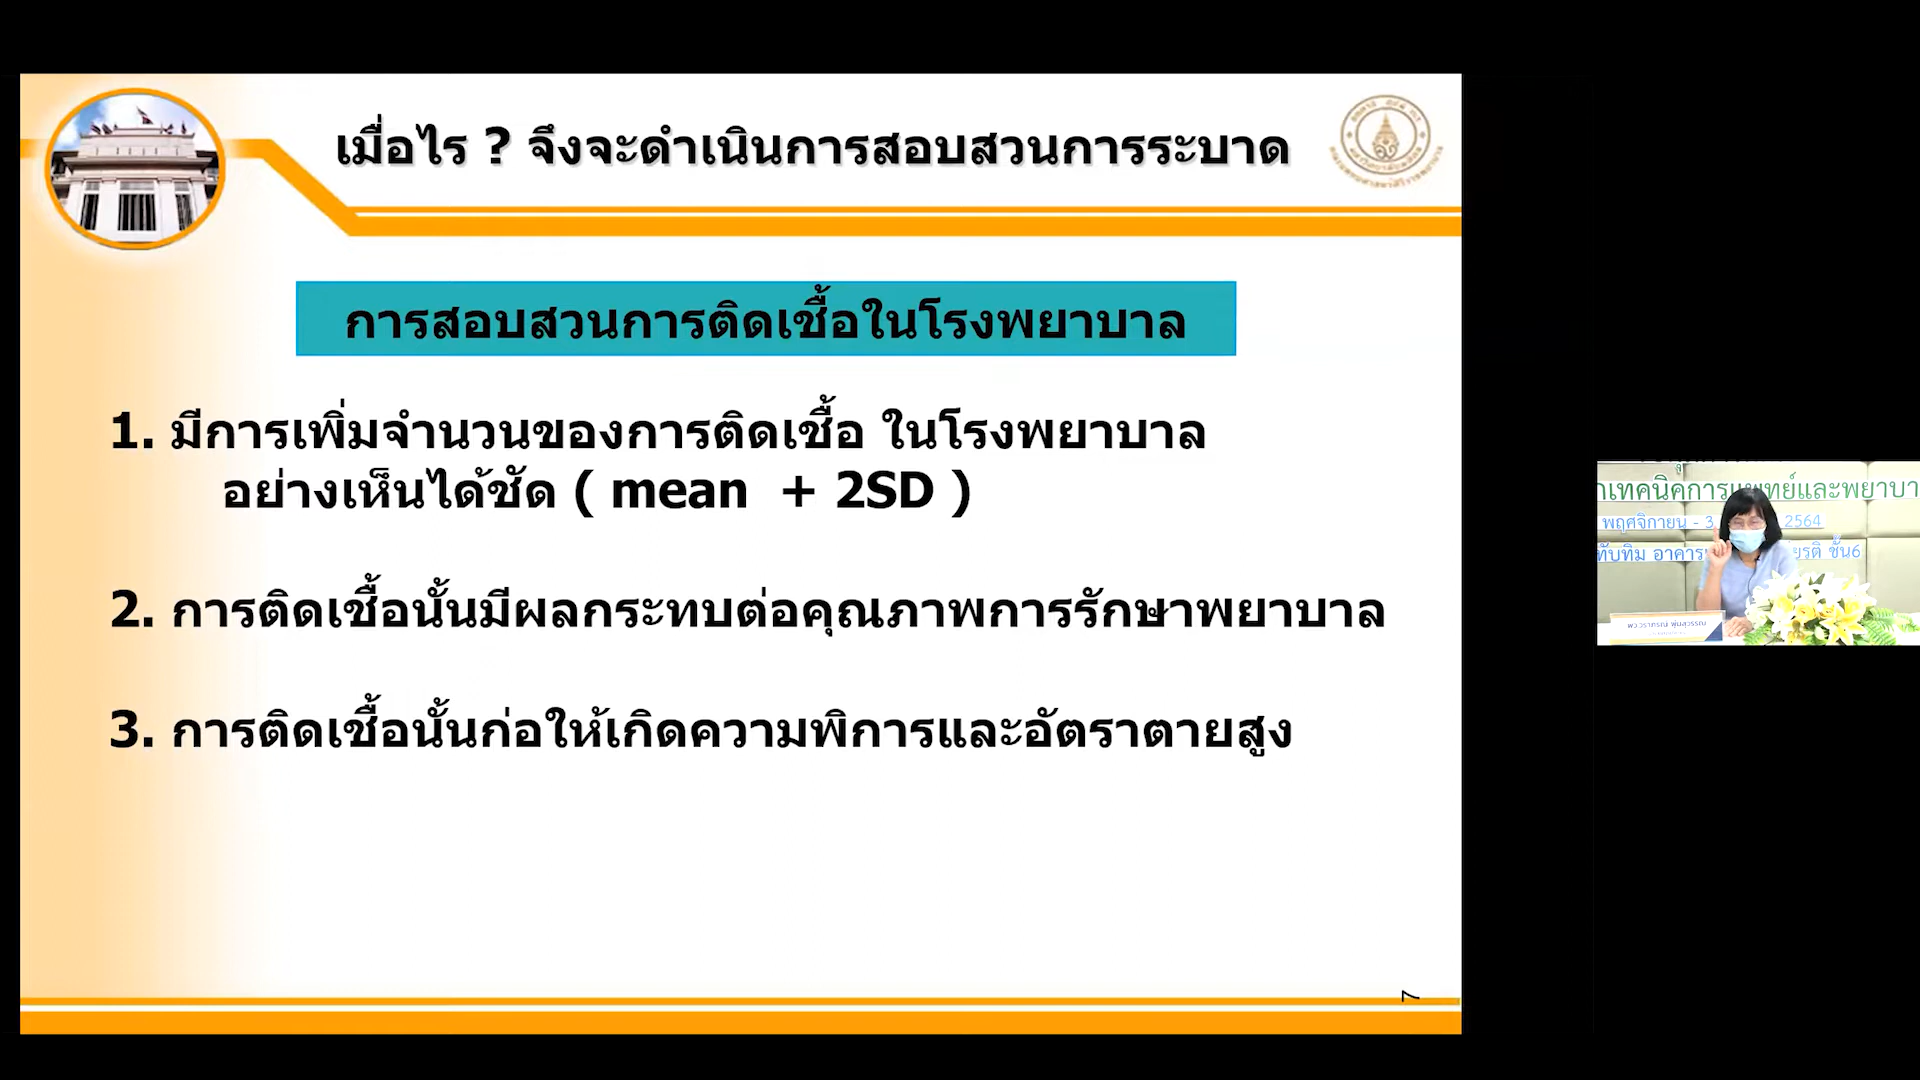 เมื่อไร ? จึงจะดำเนินการสอบสวนการระบาด
การสอบสวนการติดเชื้อในโรงพยาบาล
1. มีการเพิ่มจำนวนของการติดเชื้อ ในโรงพยาบาล
อย่างเห็นได้ชัด ( mean + 2SD )
2. การติดเชื้อนั้นมีผลกระทบต่อคุณภาพการรักษาพยาบาล
3. การติดเชื้อนั้นก่อให้เกิดความพิการและอัตราตายสูง
7
เทคนิคการแพทย์และพยาบา
พฤศจิกายน - 3 2564
ทับทิม อาคาร ยรติ ชั้น6